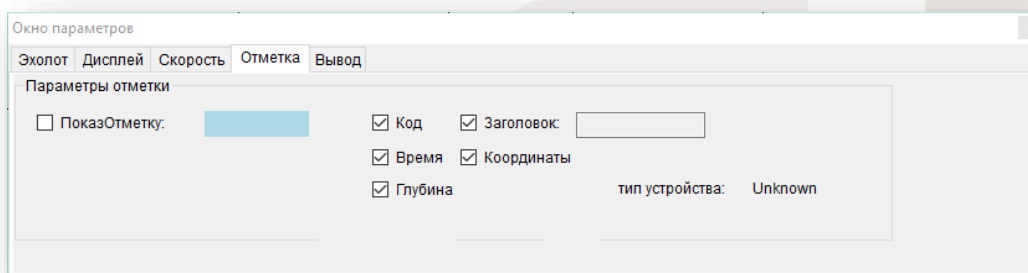 Окно параметров
Эхолот Дисплей Скорость Отметка Вывод
Параметры отметки
ПоказОтметку: Код Заголовок:
Время Координаты
Глубина тип устройства: Unknown